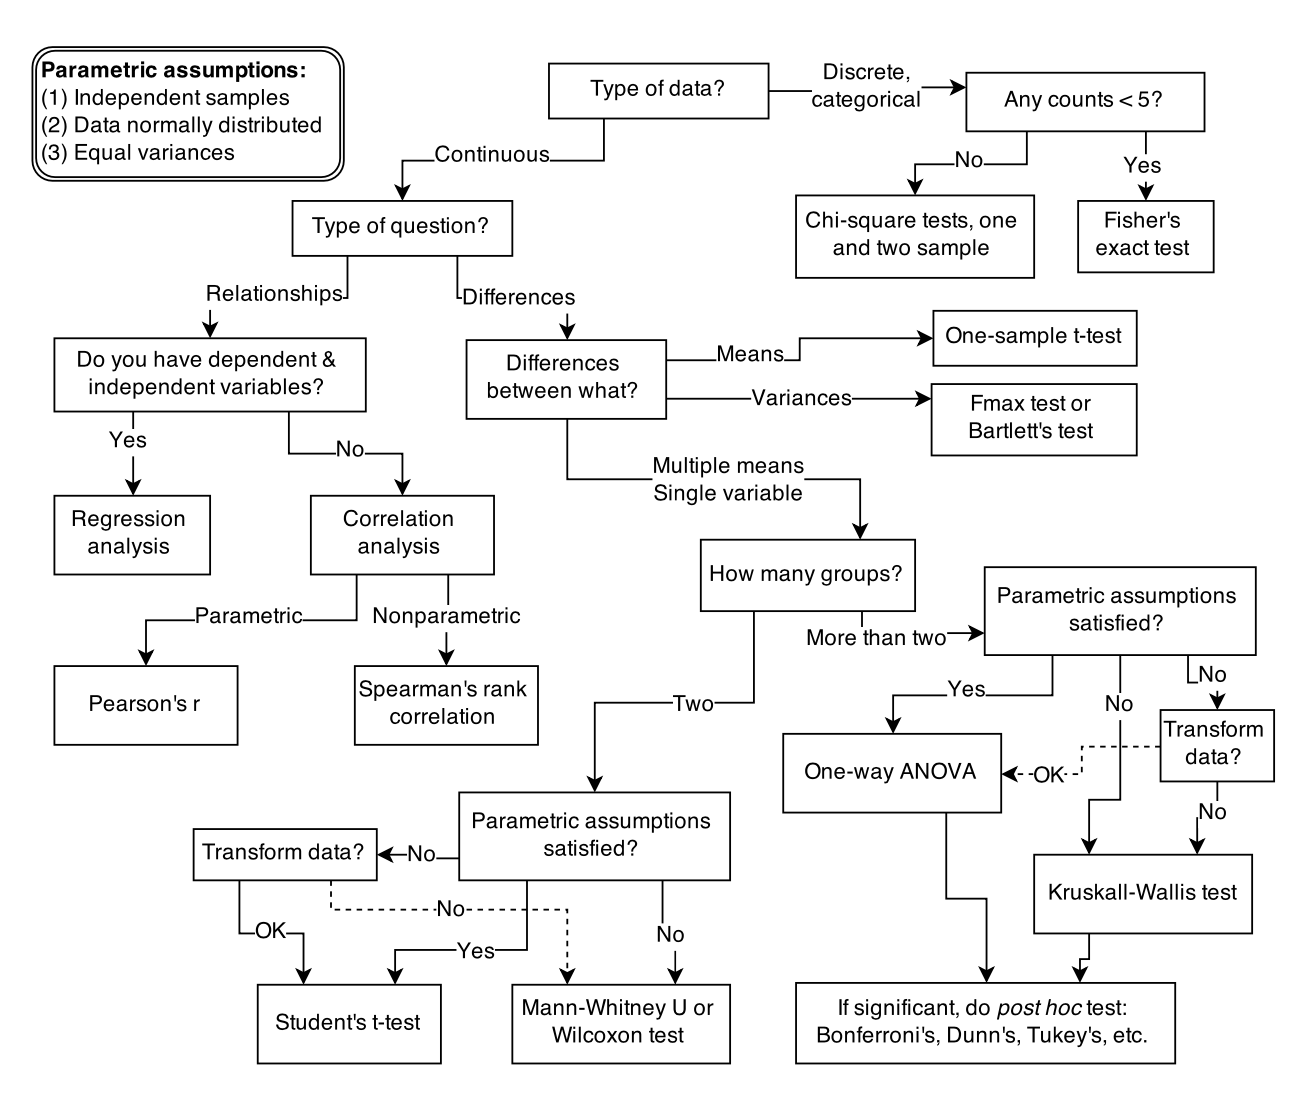 Parametric assumptions:
(1) Independent samples
(2) Data normally distributed
(3) Equal variances
Type of data?
Discrete,
categorical
Any counts < 5?
Continuous
No
Yes
Type of question?
Chi-square tests, one
and two sample
Fisher's
exact test
Relationships
Differences
Do you have dependent &
independent variables?
Differences
between what?
Means
One-sample t-test
Variances
Fmax test or
Bartlett's test
Yes
No
Multiple means
Single variable
Regression
analysis
Correlation
analysis
How many groups?
Parametric
Nonparametric
More than two
Parametric assumptions
satisfied?
Pearson's r
Spearman's rank
correlation
Two
Yes
No
No
Transform
data?
One-way ANOVA
OK
No
Parametric assumptions
satisfied?
Transform data?
No
Kruskall-Wallis test
No
OK
Yes
No
Student's t-test
Mann-Whitney U or
Wilcoxon test
If significant, do post hoc test:
Bonferroni's, Dunn's, Tukey's, etc.